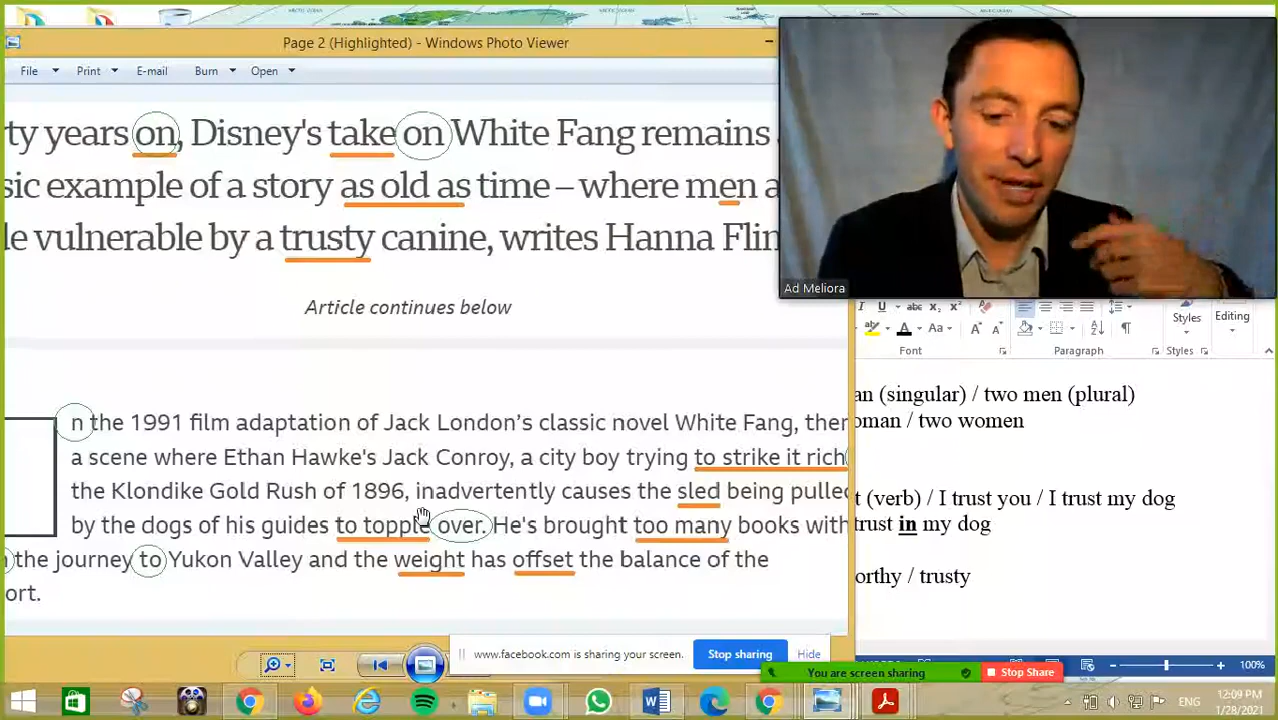 Page 2 (Highlighted) - Windows Photo Viewer
File Print E-mail Burn Open
ty years on, Disney's take on White Fang remains
sic example of a story as old as time – where men a
le vulnerable by a trusty canine, writes Hanna Flin
Article continues below
n the 1991 film adaptation of Jack London's classic novel White Fang, ther
a scene where Ethan Hawke's Jack Conroy, a city boy trying to strike it rich
the Klondike Gold Rush of 1896, inadvertently causes the sled being pulled
by the dogs of his guides to topple over. He's brought too many books with
the journey to Yukon Valley and the weight has offset the balance of the
ort.
Ad Meliora
I U abc x₂ x²
A Aa A A
Styles
Editing
Font Paragraph Styles
an (singular) / two men (plural)
oman / two women
t (verb) / I trust you / I trust my dog
trust in my dog
orthy / trusty
www.facebook.com is sharing your screen. Stop sharing Hide
You are screen sharing Stop Share
100%
ENG
12:09 PM
1/28/2021